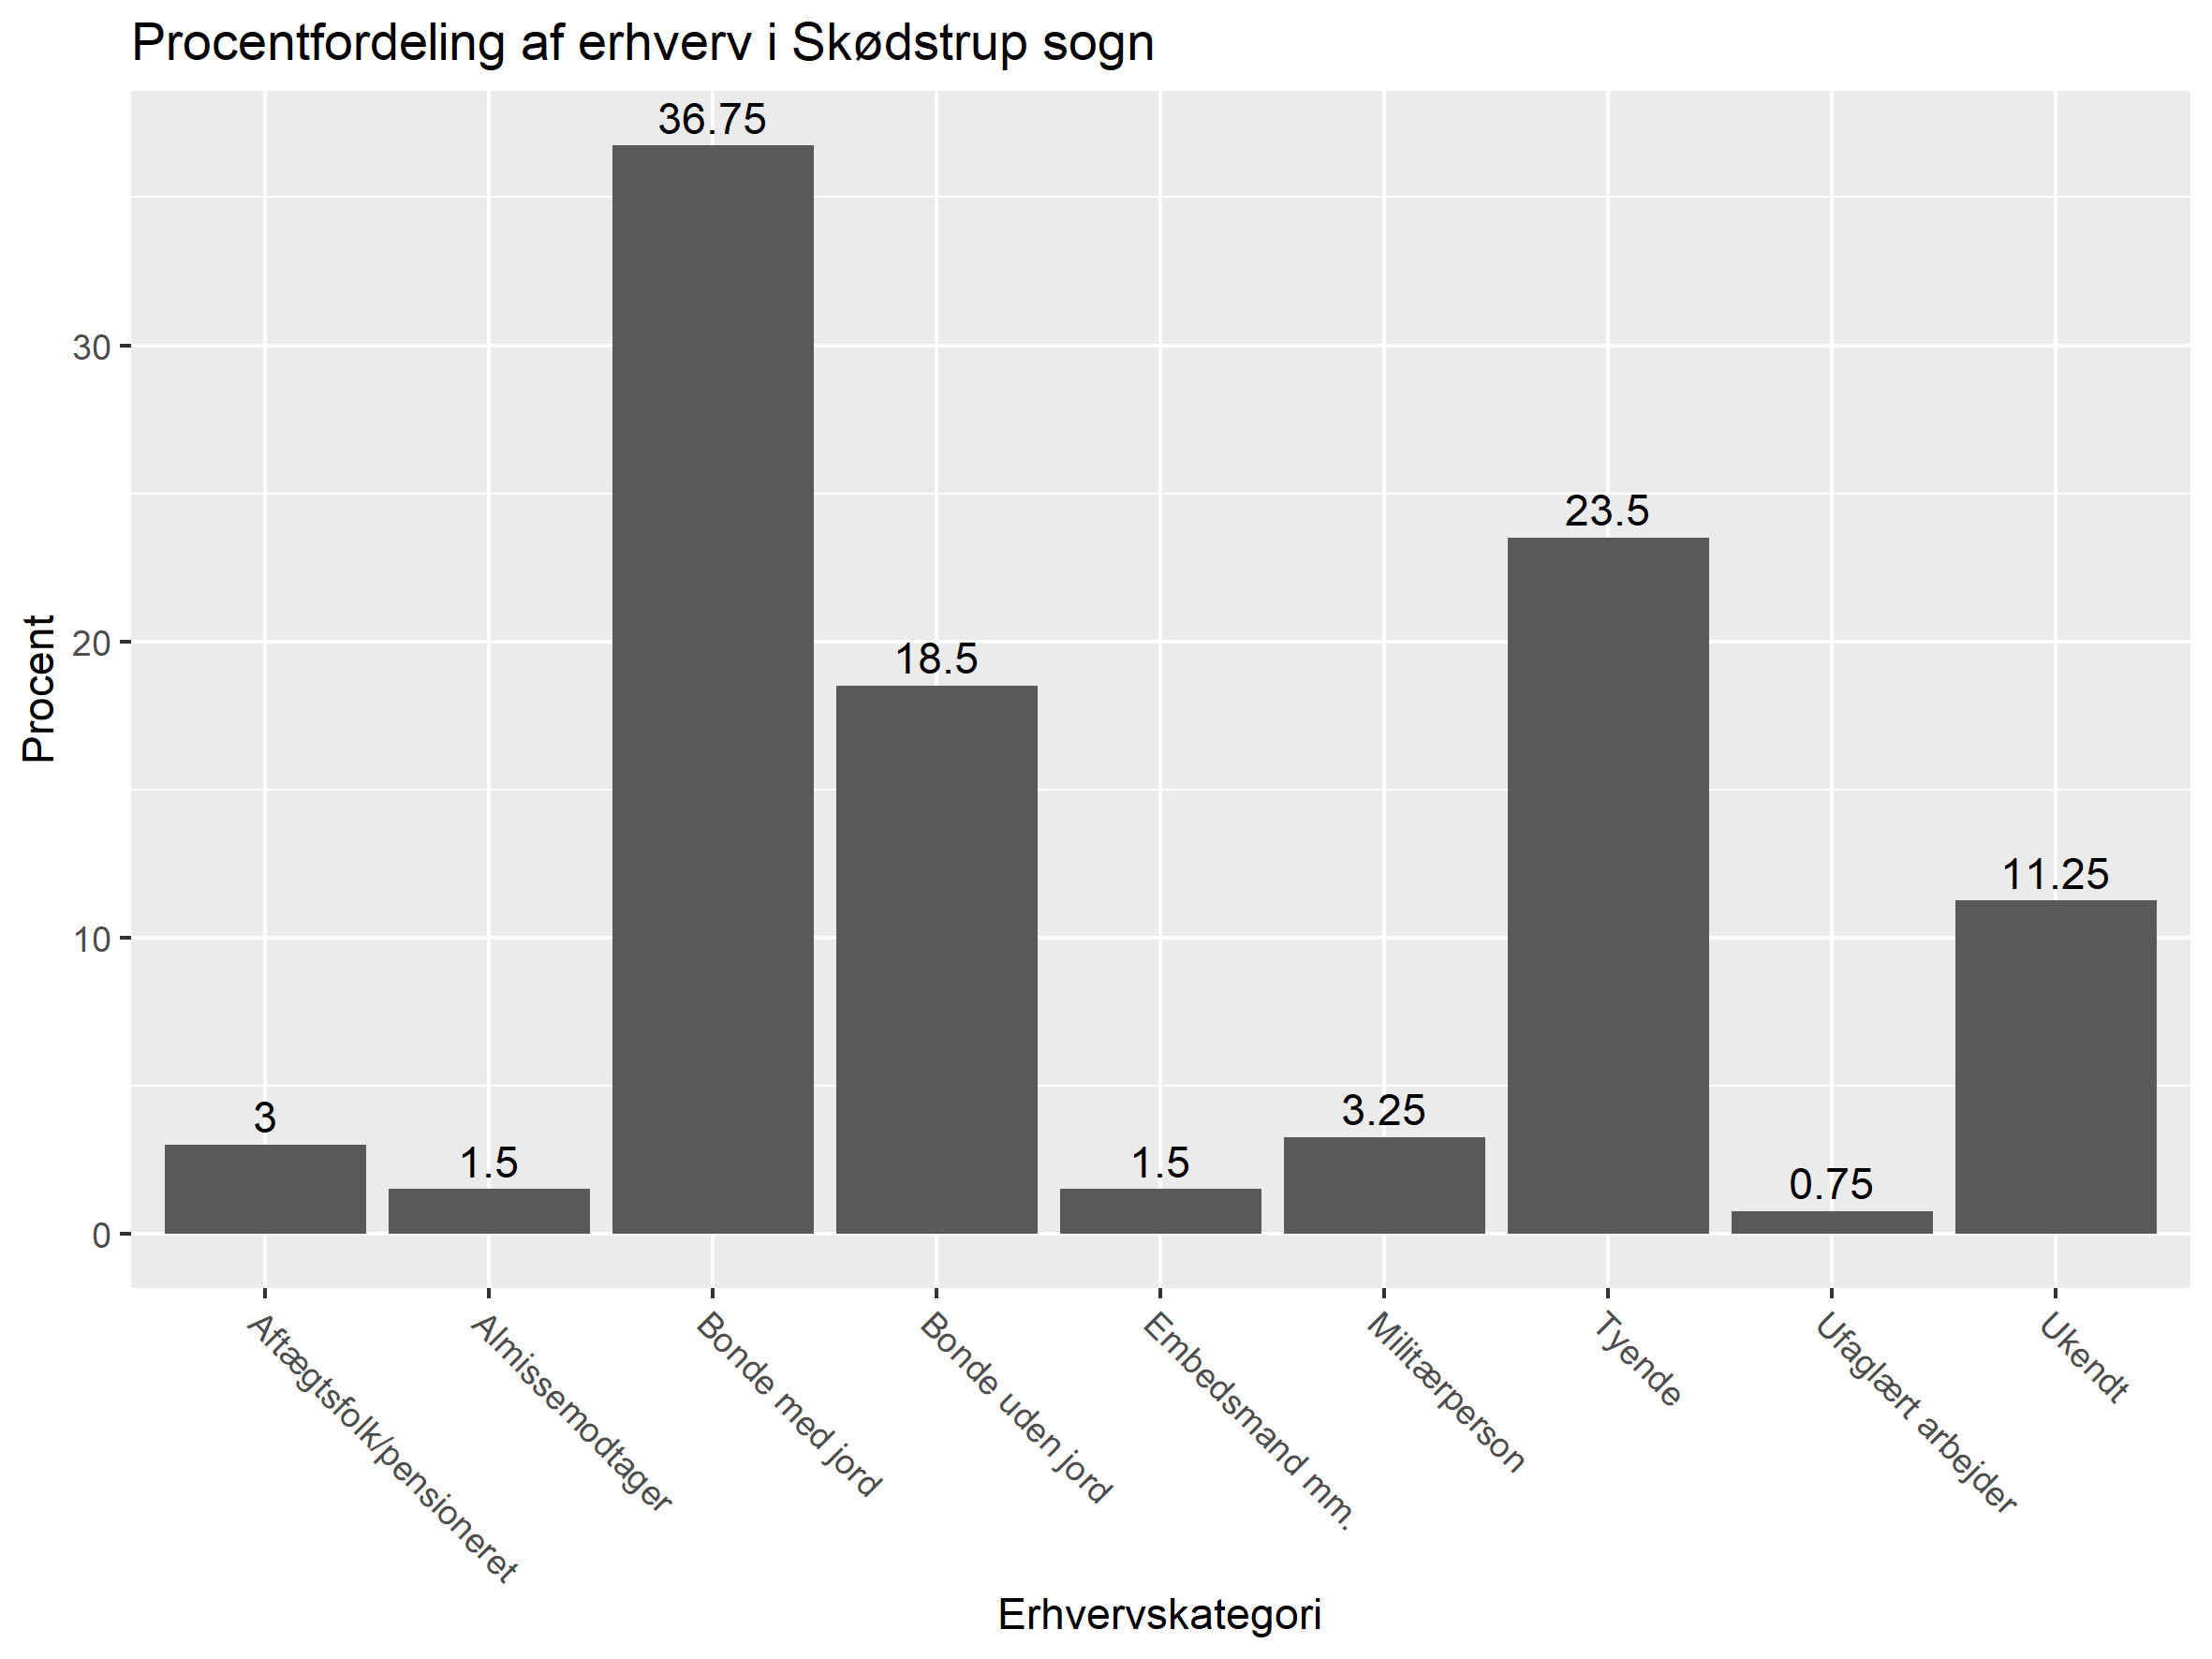 Procentfordeling af erhverv i Skødstrup sogn
36.75
23.5
18.5
11.25
3
1.5
1.5
3.25
0.75
30
20
10
0
Procent
Aftægtsfolk/pensioneret
Almissemodtager
Bonde med jord
Bonde uden jord
Embedsmand mm.
Militærperson
Tyende
Ufaglært arbejder
Ukendt
Erhvervskategori